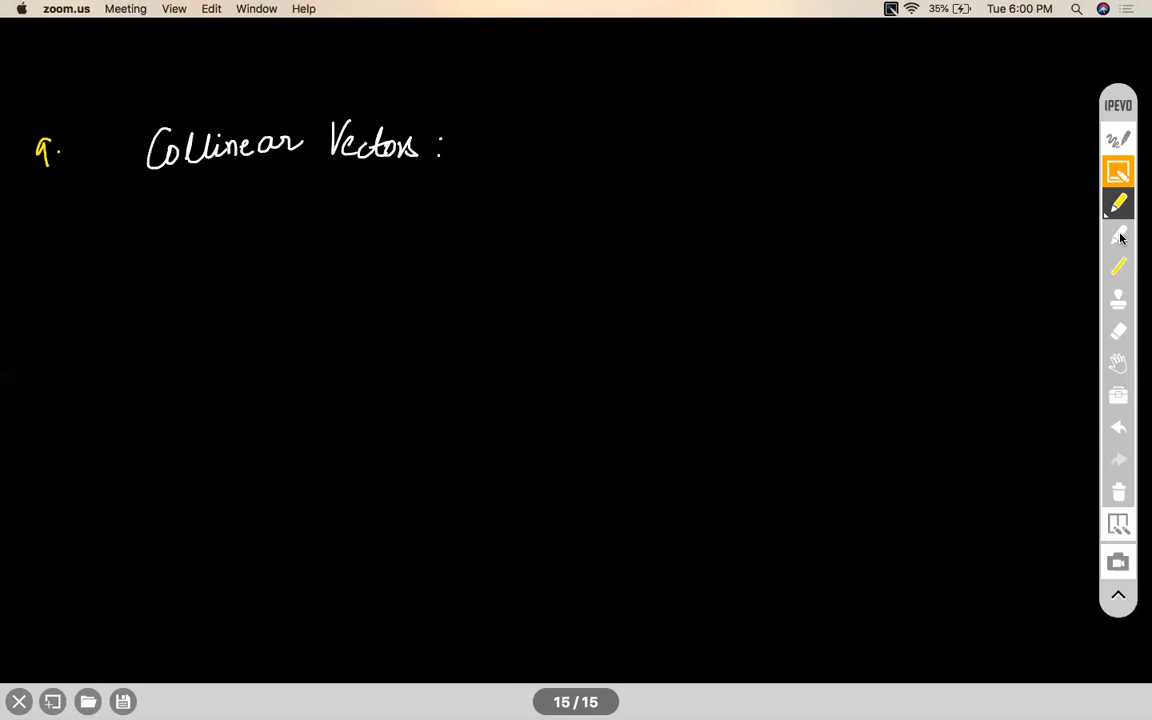 zoom.us Meeting View Edit Window Help 35% Tue 6:00 PM
IPEVO
9. Collinear Vectors :
15 / 15